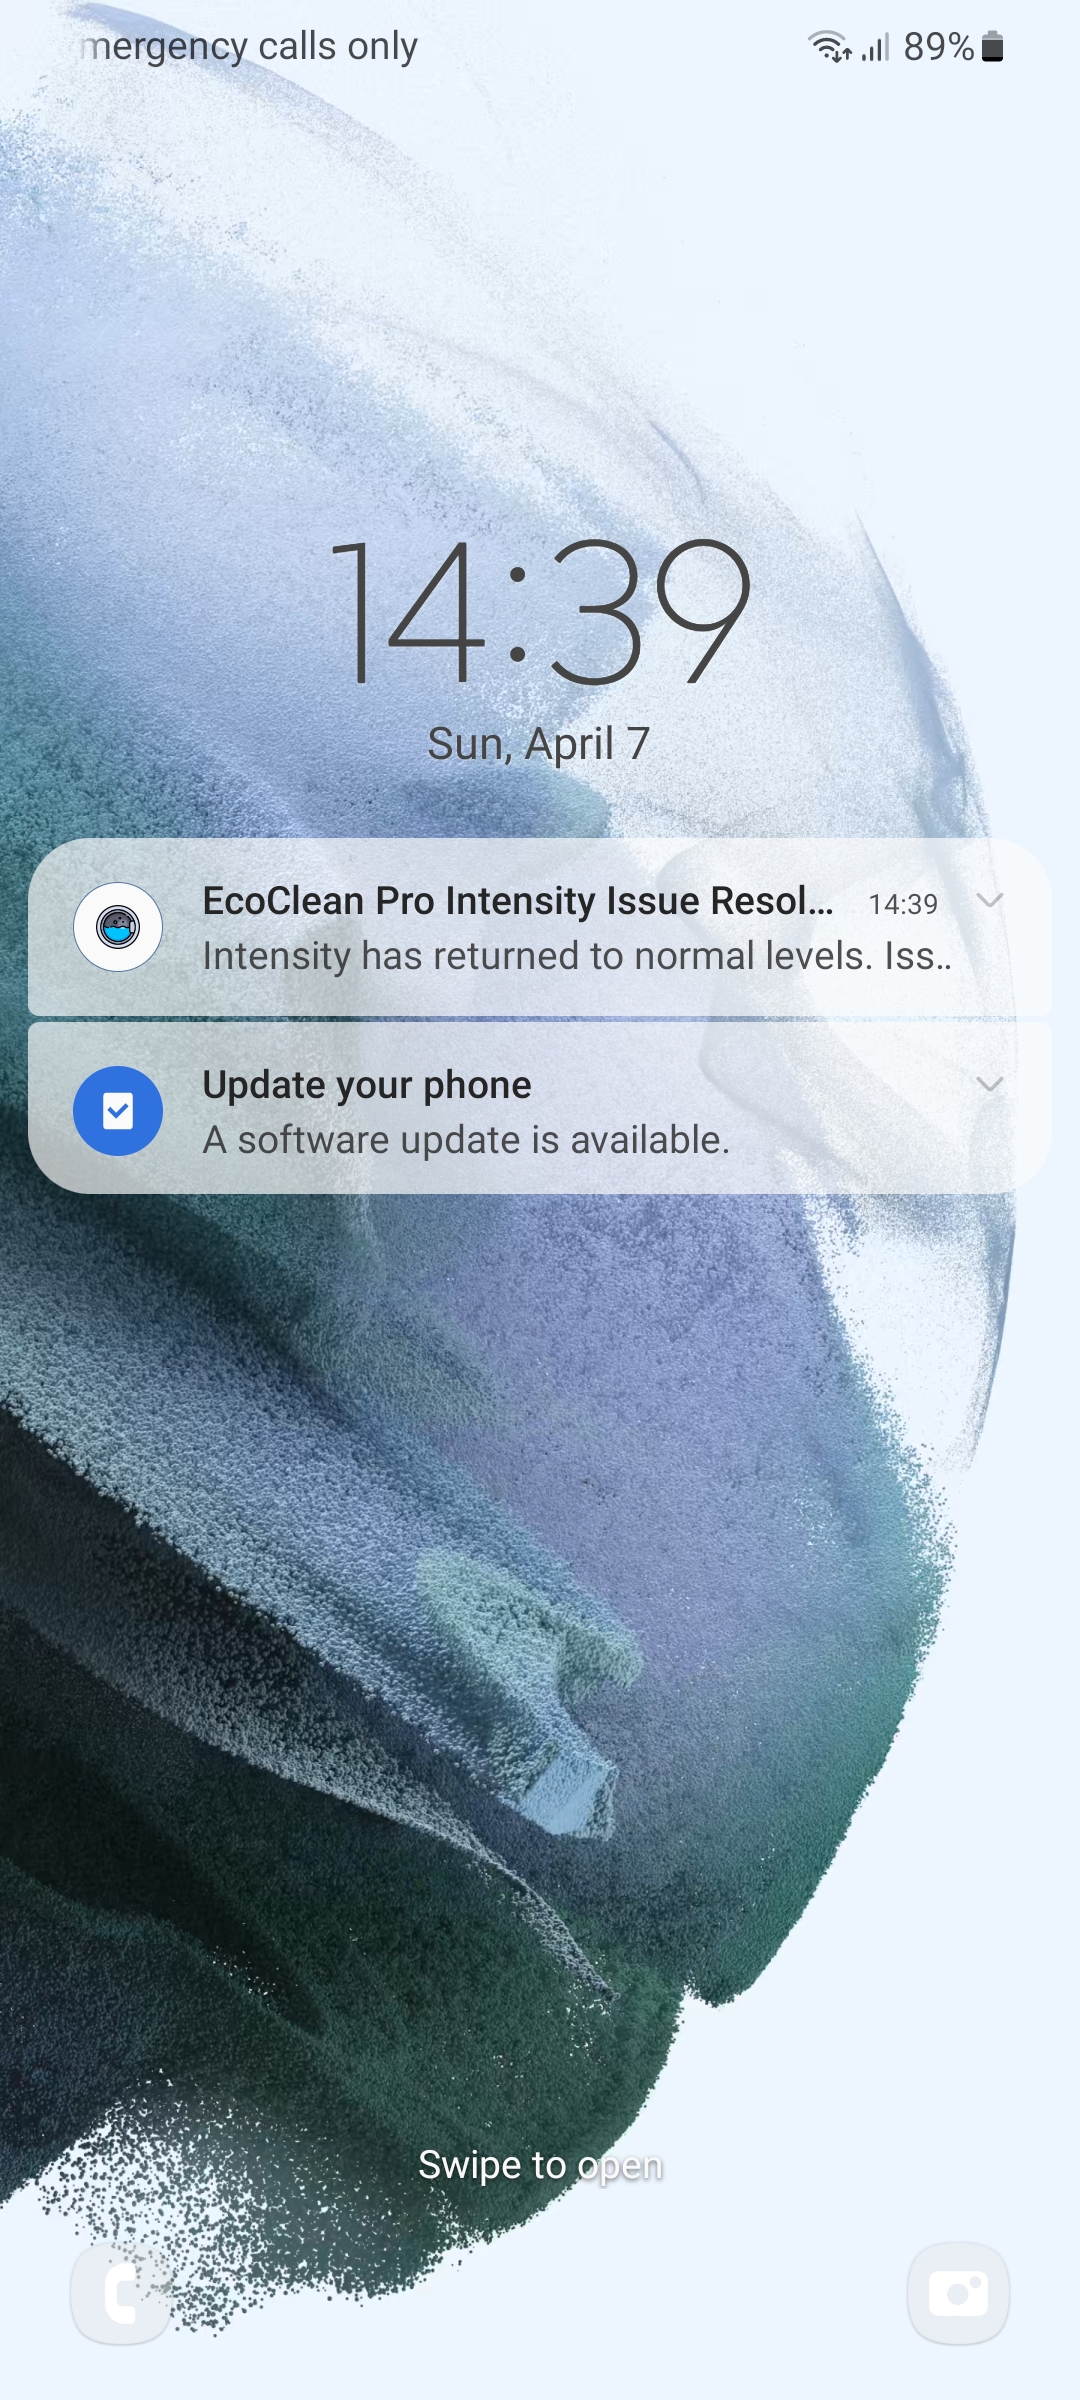 mergency calls only 89%
14:39
Sun, April 7
EcoClean Pro Intensity Issue Resol... 14:39
Intensity has returned to normal levels. Iss..
Update your phone
A software update is available.
Swipe to open